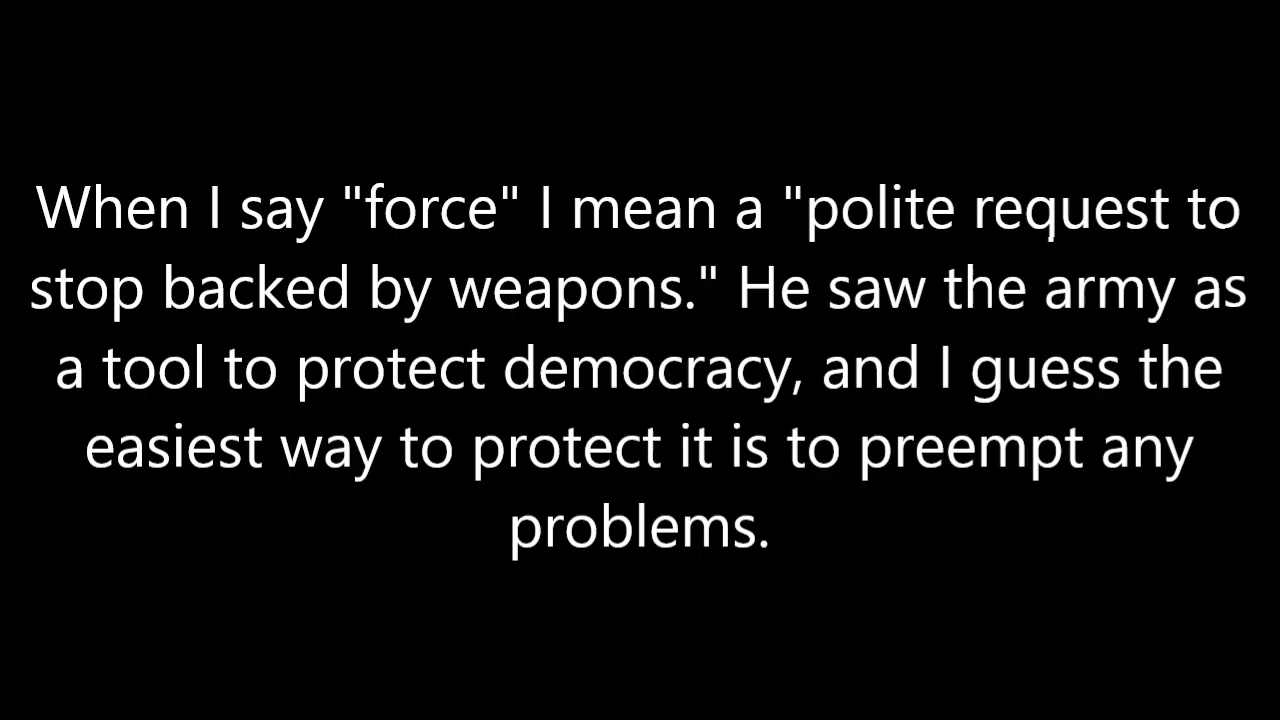 When I say "force" I mean a "polite request to
stop backed by weapons." He saw the army as
a tool to protect democracy, and I guess the
easiest way to protect it is to preempt any
problems.